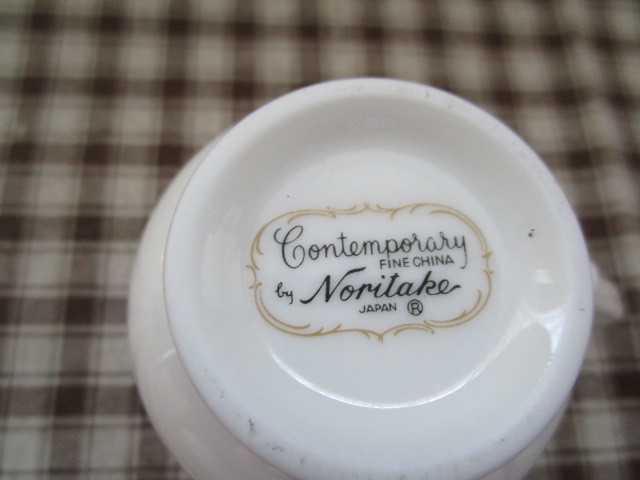 Contemporary
FINE CHINA
by Noritake
JAPAN ®